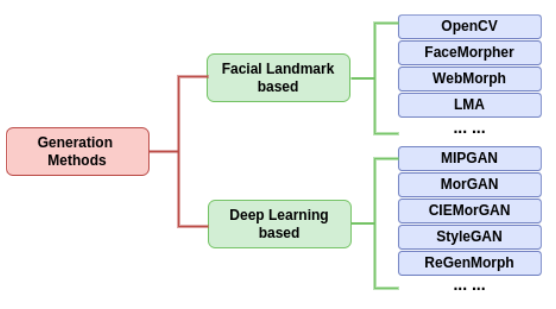 Generation
Methods
Facial Landmark
based
OpenCV
FaceMorpher
WebMorph
LMA
... ...
Deep Learning
based
MIPGAN
MorGAN
CIEMorGAN
StyleGAN
ReGenMorph
... ...